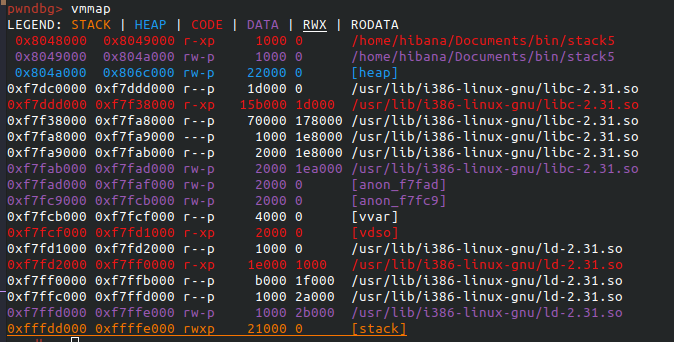 pwndbg> vmmap
LEGEND: STACK | HEAP | CODE | DATA | RWX | RODATA
0x8048000 0x8049000 r-xp 1000 0 /home/hibana/Documents/bin/stack5
0x8049000 0x804a000 rw-p 1000 0 /home/hibana/Documents/bin/stack5
0x804a000 0x806c000 rw-p 22000 0 [heap]
0xf7dc0000 0xf7ddd000 r--p 1d000 0 /usr/lib/i386-linux-gnu/libc-2.31.so
0xf7ddd000 0xf7f38000 r-xp 15b000 1d000 /usr/lib/i386-linux-gnu/libc-2.31.so
0xf7f38000 0xf7fa8000 r--p 70000 178000 /usr/lib/i386-linux-gnu/libc-2.31.so
0xf7fa8000 0xf7fa9000 ---p 1000 1e8000 /usr/lib/i386-linux-gnu/libc-2.31.so
0xf7fa9000 0xf7fab000 r--p 2000 1e8000 /usr/lib/i386-linux-gnu/libc-2.31.so
0xf7fab000 0xf7fad000 rw-p 2000 1ea000 /usr/lib/i386-linux-gnu/libc-2.31.so
0xf7fad000 0xf7faf000 rw-p 2000 0 [anon_f7fad]
0xf7fc9000 0xf7fcb000 rw-p 2000 0 [anon_f7fc9]
0xf7fcb000 0xf7fcf000 r--p 4000 0 [vvar]
0xf7fcf000 0xf7fd1000 r-xp 2000 0 [vdso]
0xf7fd1000 0xf7fd2000 r--p 1000 0 /usr/lib/i386-linux-gnu/ld-2.31.so
0xf7fd2000 0xf7ff0000 r-xp 1e000 1000 /usr/lib/i386-linux-gnu/ld-2.31.so
0xf7ff0000 0xf7ffb000 r--p b000 1f000 /usr/lib/i386-linux-gnu/ld-2.31.so
0xf7ffc000 0xf7ffd000 r--p 1000 2a000 /usr/lib/i386-linux-gnu/ld-2.31.so
0xf7ffd000 0xf7ffe000 rw-p 1000 2b000 /usr/lib/i386-linux-gnu/ld-2.31.so
0xfffdd000 0xffffe000 rwxp 21000 0 [stack]